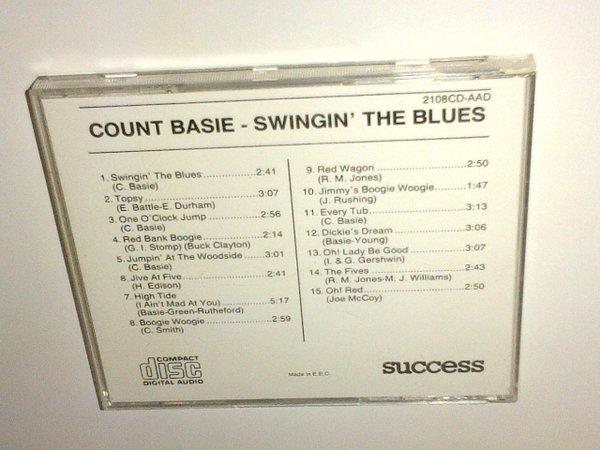 2108CD-AAD
COUNT BASIE - SWINGIN' THE BLUES
1. Swingin' The Blues..................2:41
(C. Basie)
2. Topsy..................3:07
(E. Battle-E. Durham)
3. One O'Clock Jump..................2:56
(C. Basie)
4. Red Bank Boogie..................2:14
(G. I. Stomp) (Buck Clayton)
5. Jumpin' At The Woodside..................3:01
(C. Basie)
6. Jive At Five..................2:41
(H. Edison)
7. High Tide
(I Ain't Mad At You)..................5:17
(Basie-Green-Rutheford)
8. Boogie Woogie..................2:59
(C. Smith)
9. Red Wagon..................2:50
(R. M. Jones)
10. Jimmy's Boogie Woogie..................1:47
(J. Rushing)
11. Every Tub..................3:13
(C. Basie)
12. Dickie's Dream..................3:06
(Basie-Young)
13. Oh! Lady Be Good..................3:07
(I. & G. Gershwin)
14. The Fives..................2:43
(R. M. Jones-M. J. Williams)
15. Oh! Red..................2:50
(Joe McCoy)
COMPACT
disc
DIGITAL AUDIO
Made in E.E.C.
success